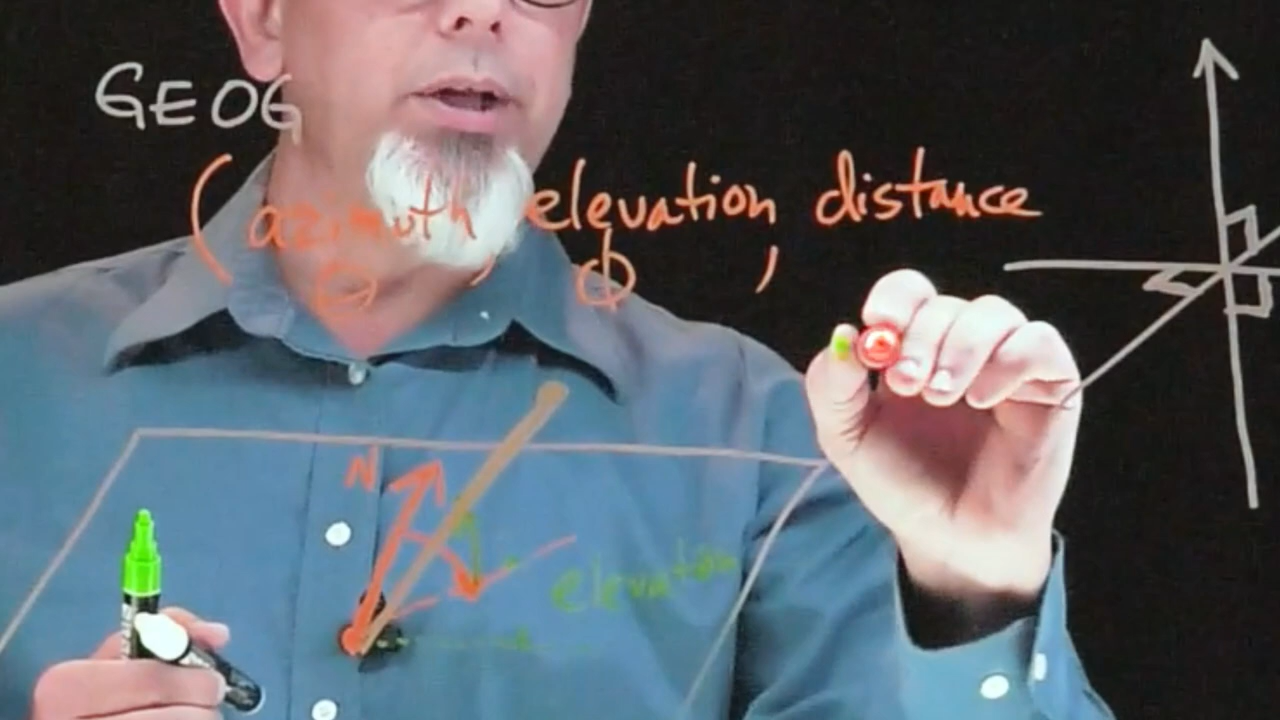 GEOG
(azimuth elevation distance
θ, ϕ,
N
elevation